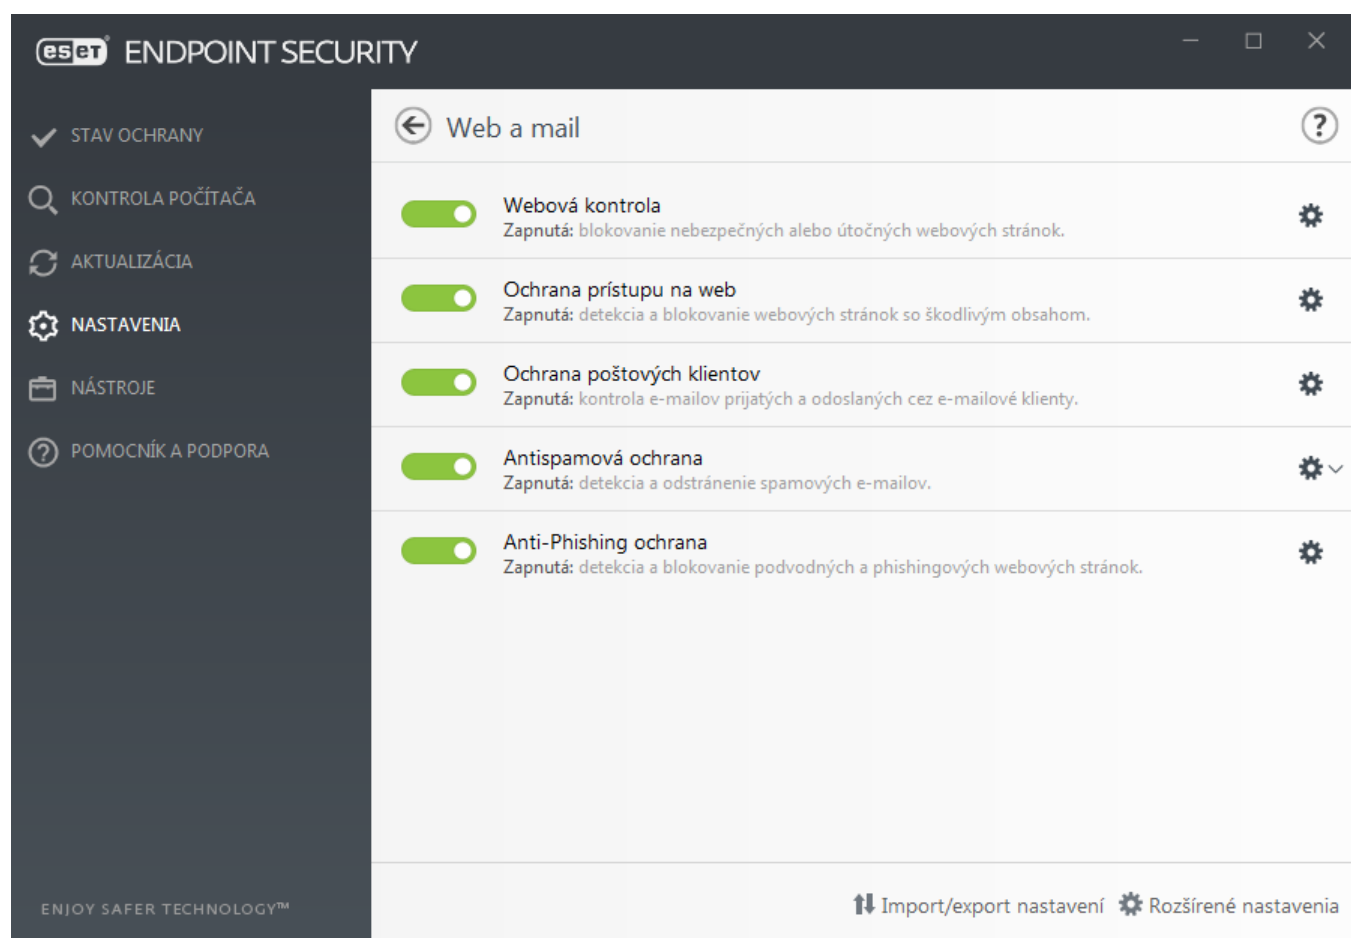 eset ENDPOINT SECURITY
STAV OCHRANY
KONTROLA POČÍTAČA
AKTUALIZÁCIA
NASTAVENIA
NÁSTROJE
POMOCNÍK A PODPORA
ENJOY SAFER TECHNOLOGY™
Web a mail
?
Webová kontrola
Zapnutá: blokovanie nebezpečných alebo útočných webových stránok.
Ochrana prístupu na web
Zapnutá: detekcia a blokovanie webových stránok so škodlivým obsahom.
Ochrana poštových klientov
Zapnutá: kontrola e-mailov prijatých a odoslaných cez e-mailové klienty.
Antispamová ochrana
Zapnutá: detekcia a odstránenie spamových e-mailov.
Anti-Phishing ochrana
Zapnutá: detekcia a blokovanie podvodných a phishingových webových stránok.
Import/export nastavení Rozšírené nastavenia